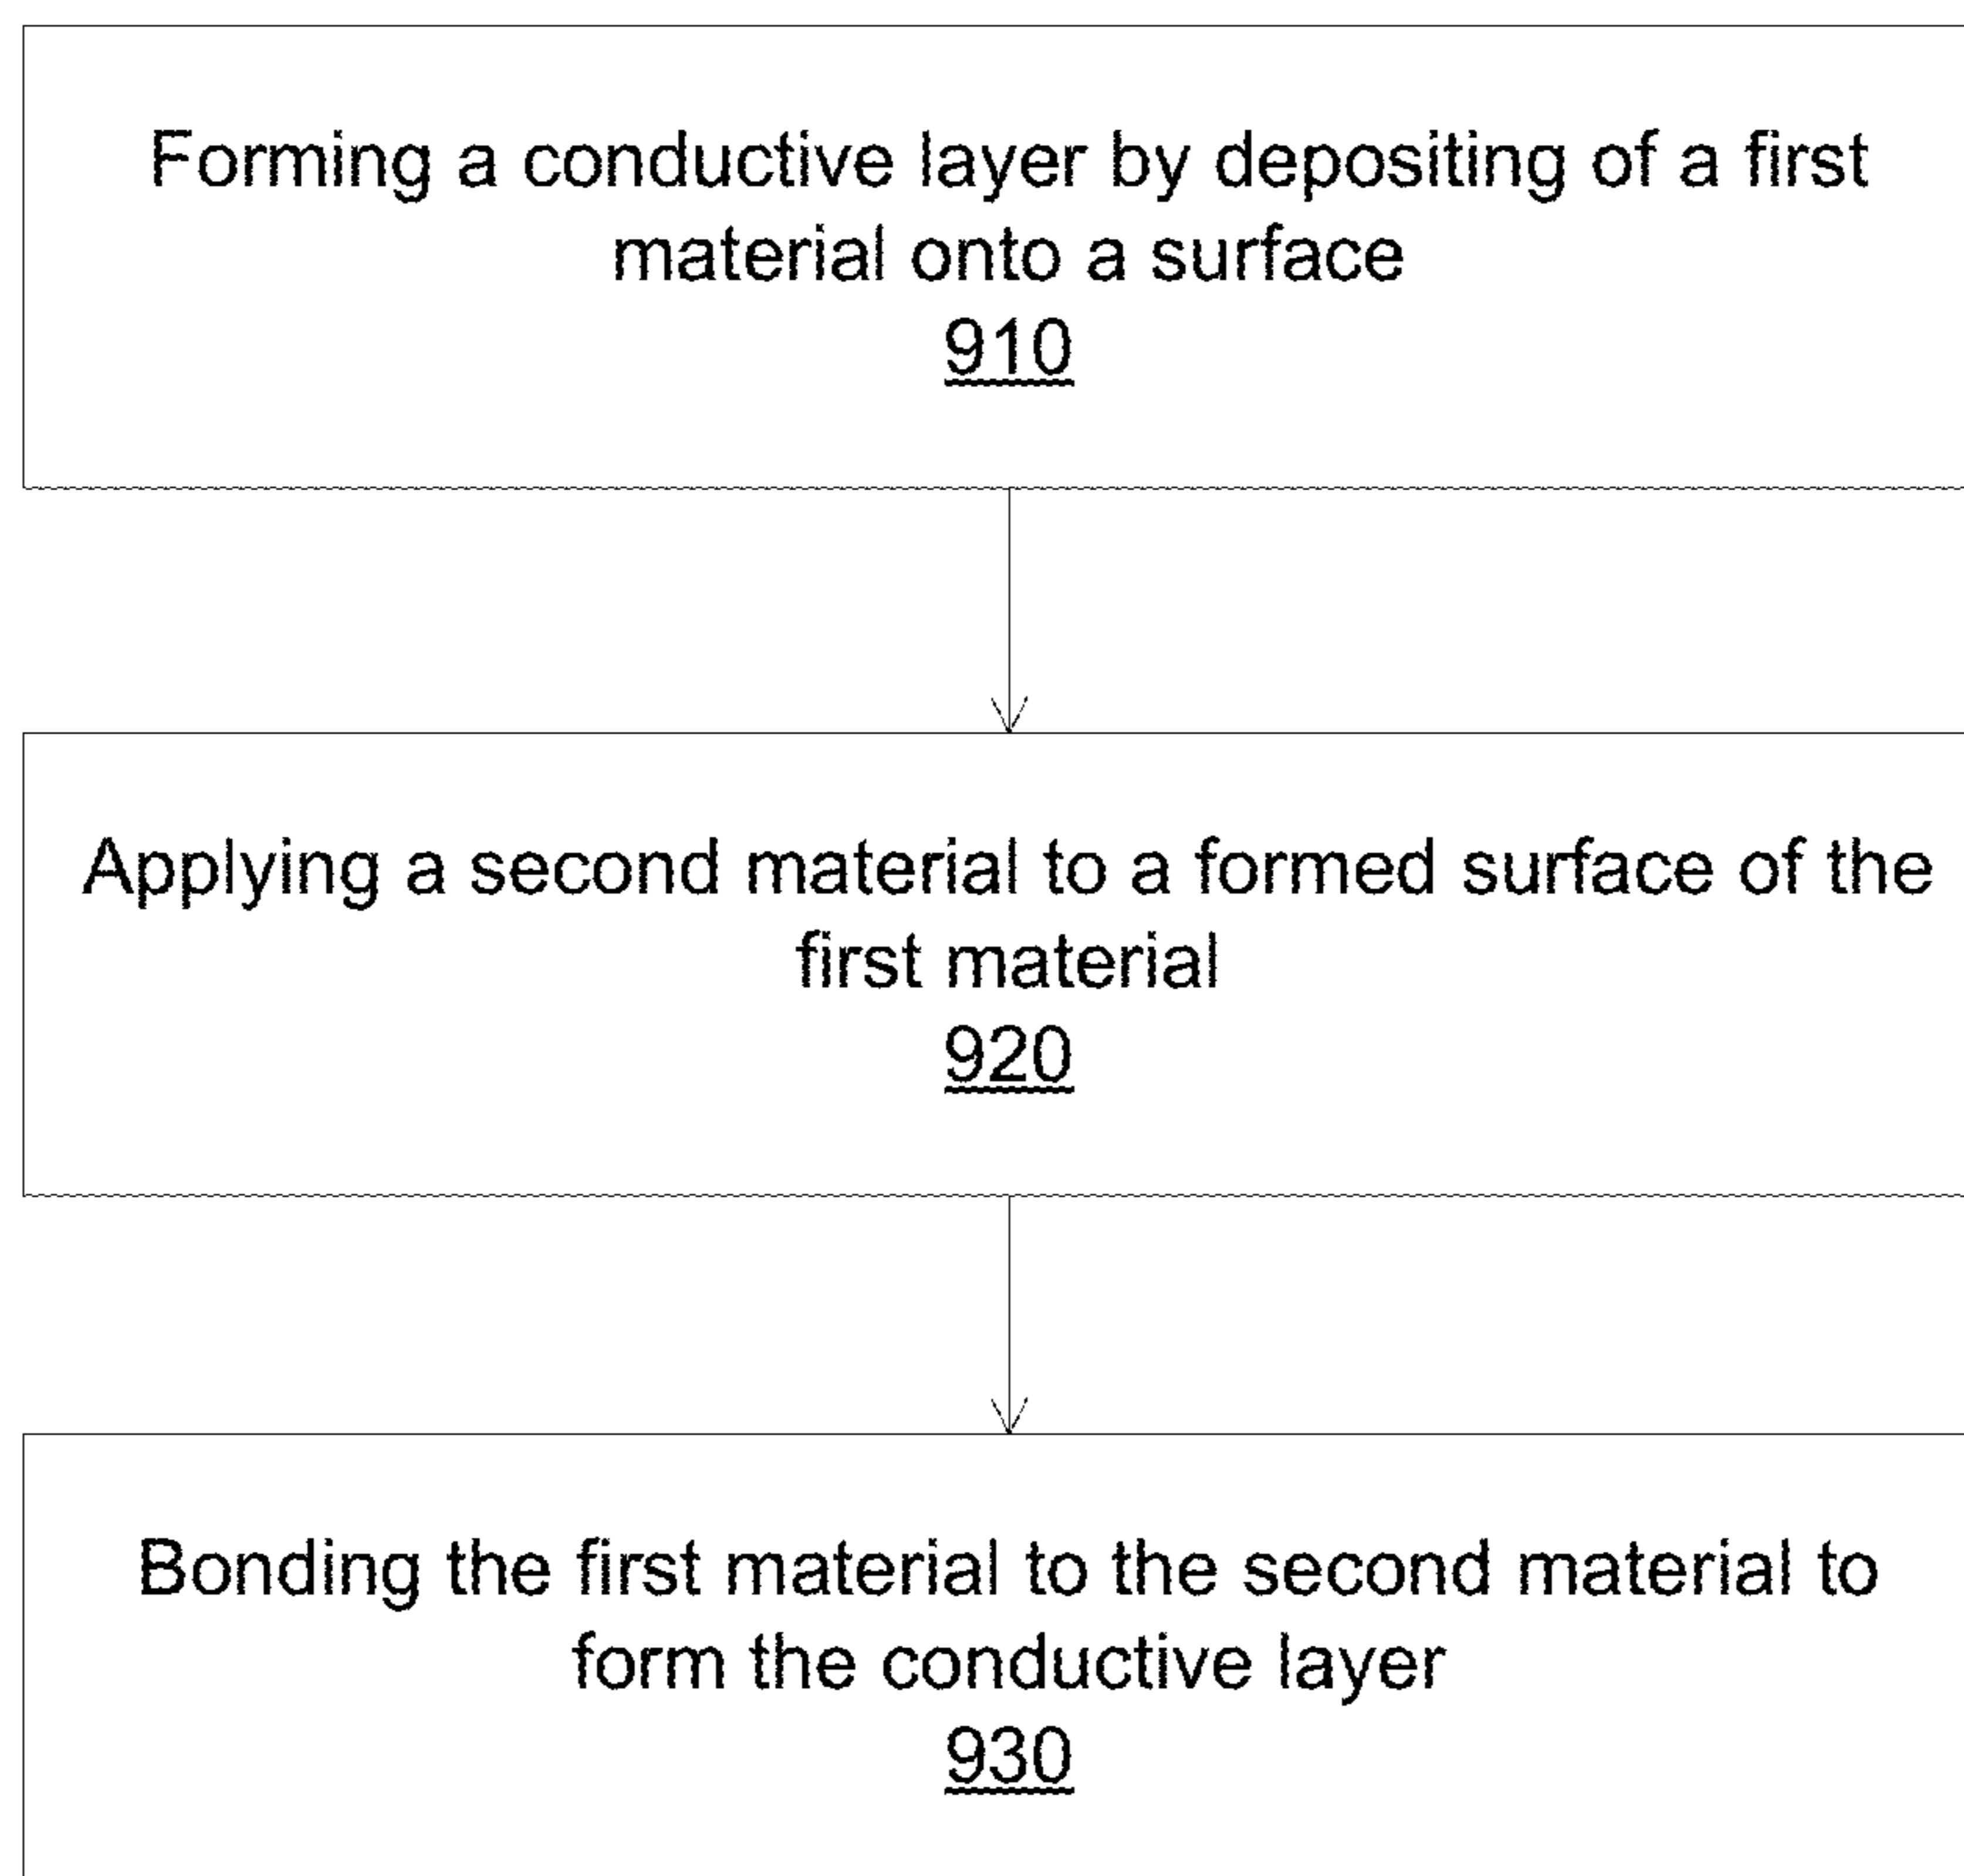 Forming a conductive layer by depositing of a first
material onto a surface
910
Applying a second material to a formed surface of the
first material
920
Bonding the first material to the second material to
form the conductive layer
930